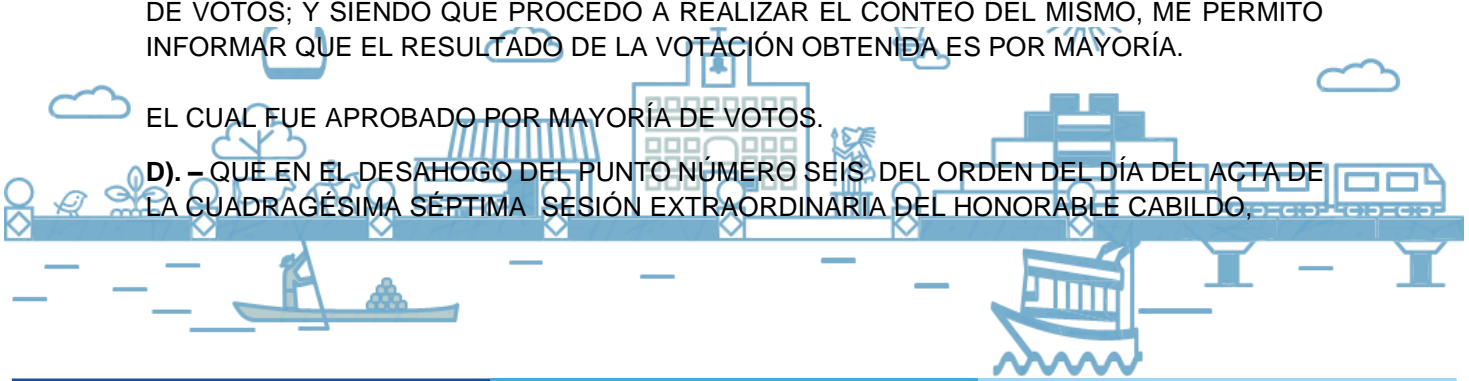 DE VOTOS; Y SIENDO QUE PROCEDO A REALIZAR EL CONTEO DEL MISMO, ME PERMITO
INFORMAR QUE EL RESULTADO DE LA VOTACIÓN OBTENIDA ES POR MAYORÍA.
EL CUAL FUE APROBADO POR MAYORÍA DE VOTOS.
D). – QUE EN EL DESAHOGO DEL PUNTO NÚMERO SEIS DEL ORDEN DEL DÍA DEL ACTA DE
LA CUADRAGÉSIMA SÉPTIMA SESIÓN EXTRAORDINARIA DEL HONORABLE CABILDO,